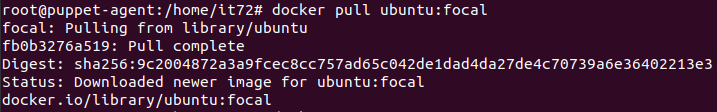 root@puppet-agent:/home/it72# docker pull ubuntu:focal
focal: Pulling from library/ubuntu
fb0b3276a519: Pull complete
Digest: sha256:9c2004872a3a9fcec8cc757ad65c042de1dad4da27de4c70739a6e36402213e3
Status: Downloaded newer image for ubuntu:focal
docker.io/library/ubuntu:focal